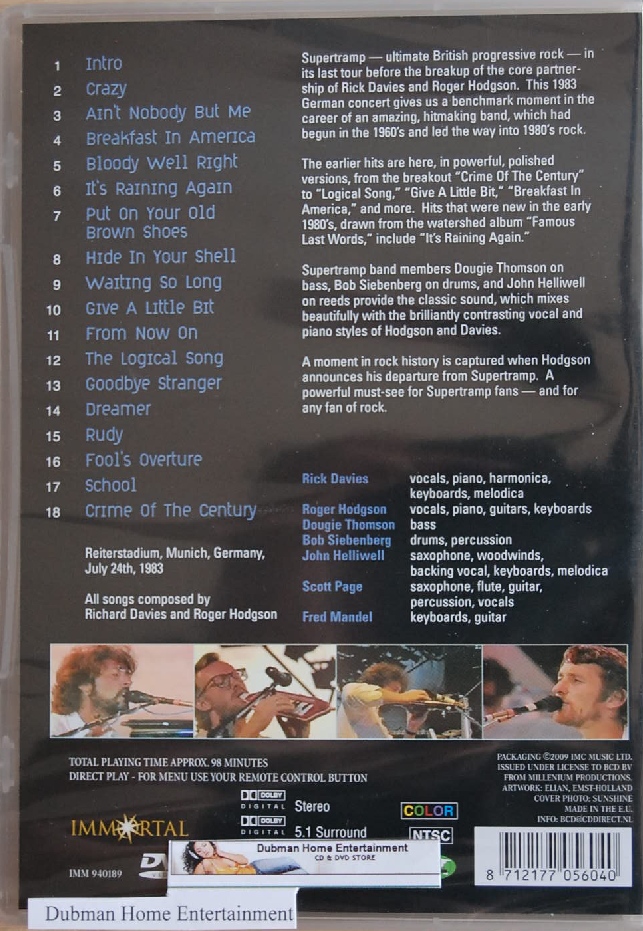 1 Intro
2 Crazy
3 Ain't Nobody But Me
4 Breakfast In America
5 Bloody Well Right
6 It's Raining Again
7 Put On Your Old
Brown Shoes
8 Hide In Your Shell
9 Waiting So Long
10 Give A Little Bit
11 From Now On
12 The Logical Song
13 Goodbye Stranger
14 Dreamer
15 Rudy
16 Fool's Overture
17 School
18 Crime Of The Century
Reiterstadium, Munich, Germany,
July 24th, 1983
All songs composed by
Richard Davies and Roger Hodgson
Supertramp — ultimate British progressive rock — in
its last tour before the breakup of the core partner-
ship of Rick Davies and Roger Hodgson. This 1983
German concert gives us a benchmark moment in the
career of an amazing, hitmaking band, which had
begun in the 1960's and led the way into 1980's rock.
The earlier hits are here, in powerful, polished
versions, from the breakout "Crime Of The Century"
to "Logical Song," "Give A Little Bit," "Breakfast In
America," and more. Hits that were new in the early
1980's, drawn from the watershed album "Famous
Last Words," include "It's Raining Again."
Supertramp band members Dougie Thomson on
bass, Bob Siebenberg on drums, and John Helliwell
on reeds provide the classic sound, which mixes
beautifully with the brilliantly contrasting vocal and
piano styles of Hodgson and Davies.
A moment in rock history is captured when Hodgson
announces his departure from Supertramp. A
powerful must-see for Supertramp fans — and for
any fan of rock.
Rick Davies vocals, piano, harmonica,
keyboards, melodica
Roger Hodgson vocals, piano, guitars, keyboards
Dougie Thomson bass
Bob Siebenberg drums, percussion
John Helliwell saxophone, woodwinds,
backing vocal, keyboards, melodica
Scott Page saxophone, flute, guitar,
percussion, vocals
Fred Mandel keyboards, guitar
TOTAL PLAYING TIME APPROX. 98 MINUTES
DIRECT PLAY - FOR MENU USE YOUR REMOTE CONTROL BUTTON
PACKAGING ©2009 IMC MUSIC LTD.
ISSUED UNDER LICENSE TO BCD BV
FROM MILLENIUM PRODUCTIONS.
ARTWORK: ELIAN, EMST-HOLLAND
COVER PHOTO: SUNSHINE
MADE IN THE E.U.
INFO: BCD@CDDIRECT.NL
DOLBY
DIGITAL Stereo
DOLBY
DIGITAL 5.1 Surround
COLOR
NTSC
IMMORTAL
IMM 940189
Dubman Home Entertainment
CD & DVD STORE
8 712177 056040
Dubman Home Entertainment